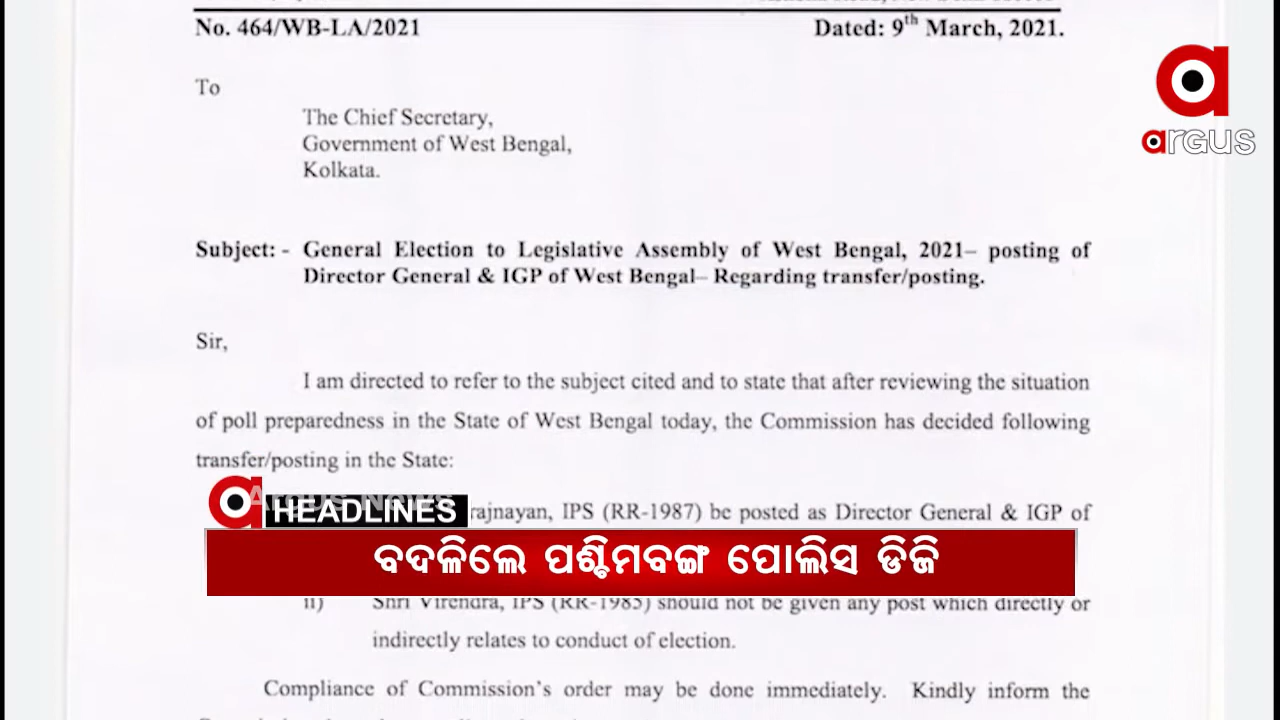 No. 464/WB-LA/2021 Dated: 9th March, 2021.
To
The Chief Secretary,
Government of West Bengal,
Kolkata.
argus
Subject: - General Election to Legislative Assembly of West Bengal, 2021– posting of
Director General & IGP of West Bengal– Regarding transfer/posting.
Sir,
I am directed to refer to the subject cited and to state that after reviewing the situation
of poll preparedness in the State of West Bengal today, the Commission has decided following
transfer/posting in the State:
IPS (RR-1987) be posted as Director General & IGP of
Argus News
HEADLINES
ବଦଳିଲେ ପଶ୍ଚିମବଙ୍ଗ ପୋଲିସ ଡିଜି
ii) Shri Virendra, IPS (RR-1985) should not be given any post which directly or
indirectly relates to conduct of election.
Compliance of Commission's order may be done immediately. Kindly inform the